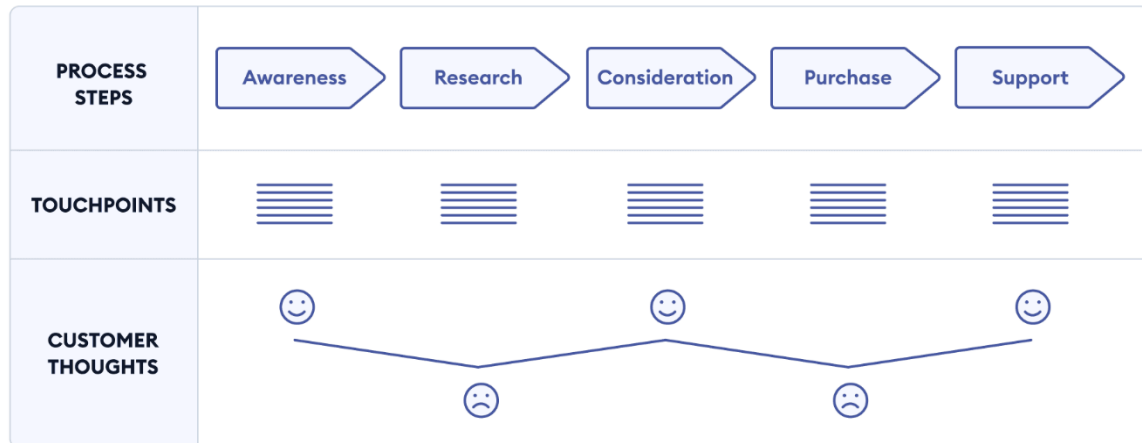 PROCESS
STEPS
Awareness
Research
Consideration
Purchase
Support
TOUCHPOINTS
CUSTOMER
THOUGHTS